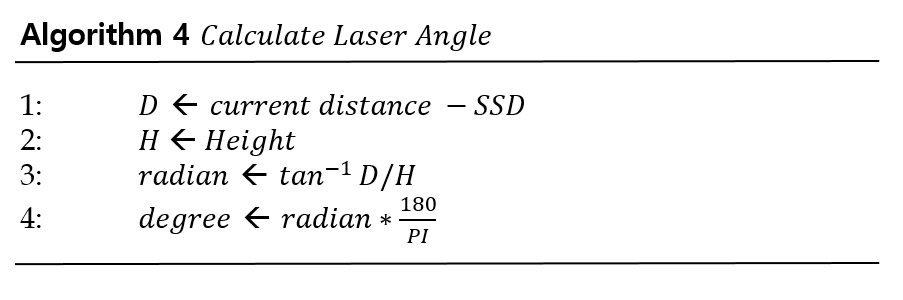 Algorithm 4 Calculate Laser Angle
1: D ← current distance − SSD
2: H ← Height
3: radian ← tan⁻¹ D/H
4: degree ← radian * 180/PI